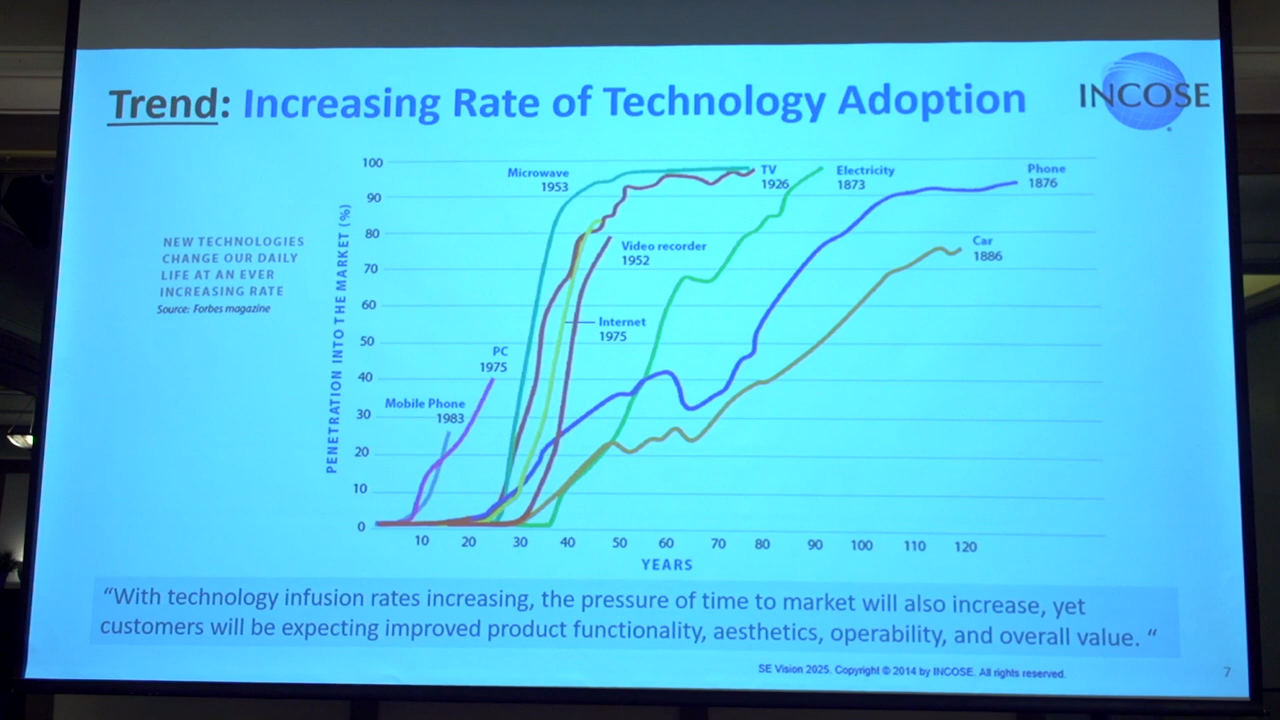 Trend: Increasing Rate of Technology Adoption
INCOSE
NEW TECHNOLOGIES
CHANGE OUR DAILY
LIFE AT AN EVER
INCREASING RATE
Source: Forbes magazine
PENETRATION INTO THE MARKET (%)
100
90
80
70
60
50
40
30
20
10
0
Microwave
1953
TV
1926
Electricity
1873
Phone
1876
Video recorder
1952
Car
1886
Internet
1975
PC
1975
Mobile Phone
1983
10 20 30 40 50 60 70 80 90 100 110 120
YEARS
“With technology infusion rates increasing, the pressure of time to market will also increase, yet
customers will be expecting improved product functionality, aesthetics, operability, and overall value. “
SE Vision 2025. Copyright © 2014 by INCOSE. All rights reserved.
7